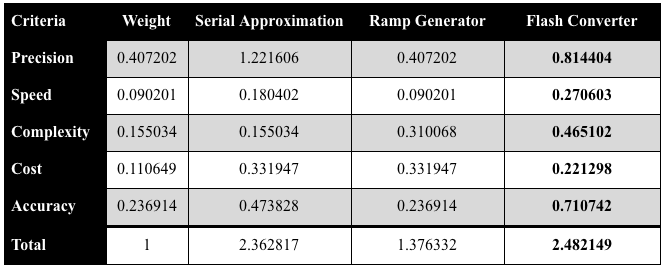 Criteria Weight Serial Approximation Ramp Generator Flash Converter
Precision 0.407202 1.221606 0.407202 0.814404
Speed 0.090201 0.180402 0.090201 0.270603
Complexity 0.155034 0.155034 0.310068 0.465102
Cost 0.110649 0.331947 0.331947 0.221298
Accuracy 0.236914 0.473828 0.236914 0.710742
Total 1 2.362817 1.376332 2.482149